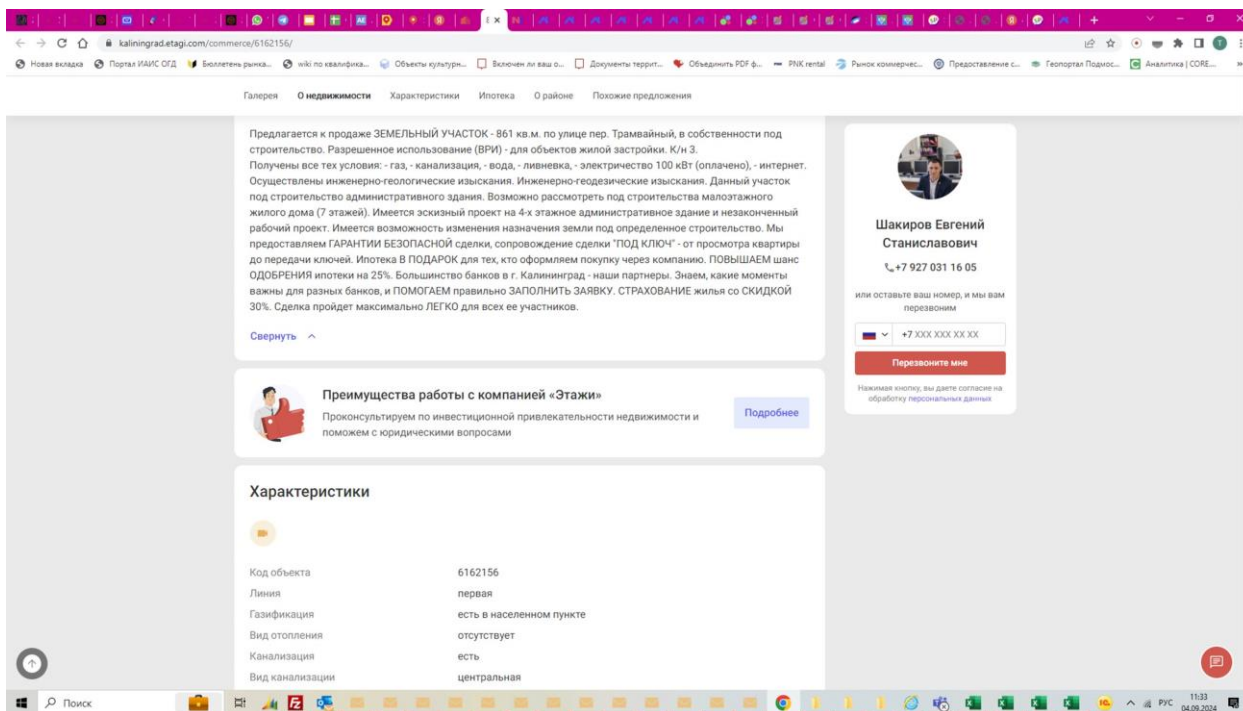 kaliningrad.etagi.com/commerce/6162156/
Новая вкладка Портал ИАИС ОГД Бюллетень рынка... wiki по квалифика... Объекты культурн... Включен ли ваш о... Документы террит... Объединить PDF ф... PNK rental Рынок коммерчес... Предоставление с... Геопортал Подмос... Аналитика | CORE...
Галерея О недвижимости Характеристики Ипотека О районе Похожие предложения
Предлагается к продаже ЗЕМЕЛЬНЫЙ УЧАСТОК - 861 кв.м. по улице пер. Трамвайный, в собственности под
строительство. Разрешенное использование (ВРИ) - для объектов жилой застройки. К/н 3.
Получены все тех условия: - газ, - канализация, - вода, - ливневка, - электричество 100 кВт (оплачено), - интернет.
Осуществлены инженерно-геологические изыскания. Инженерно-геодезические изыскания. Данный участок
под строительство административного здания. Возможно рассмотреть под строительства малоэтажного
жилого дома (7 этажей). Имеется эскизный проект на 4-х этажное административное здание и незаконченный
рабочий проект. Имеется возможность изменения назначения земли под определенное строительство. Мы
предоставляем ГАРАНТИИ БЕЗОПАСНОЙ сделки, сопровождение сделки "ПОД КЛЮЧ" - от просмотра квартиры
до передачи ключей. Ипотека В ПОДАРОК для тех, кто оформляем покупку через компанию. ПОВЫШАЕМ шанс
ОДОБРЕНИЯ ипотеки на 25%. Большинство банков в г. Калининград - наши партнеры. Знаем, какие моменты
важны для разных банков, и ПОМОГАЕМ правильно ЗАПОЛНИТЬ ЗАЯВКУ. СТРАХОВАНИЕ жилья со СКИДКОЙ
30%. Сделка пройдет максимально ЛЕГКО для всех ее участников.
Свернуть
Шакиров Евгений
Станиславович
+7 927 031 16 05
или оставьте ваш номер, и мы вам
перезвоним
+7 XXX XXX XX XX
Перезвоните мне
Нажимая кнопку, вы даете согласие на
обработку персональных данных
Преимущества работы с компанией «Этажи»
Проконсультируем по инвестиционной привлекательности недвижимости и
поможем с юридическими вопросами
Подробнее
Характеристики
Код объекта 6162156
Линия первая
Газификация есть в населенном пункте
Вид отопления отсутствует
Канализация есть
Вид канализации центральная
Поиск
РУС
11:33
04.09.2024